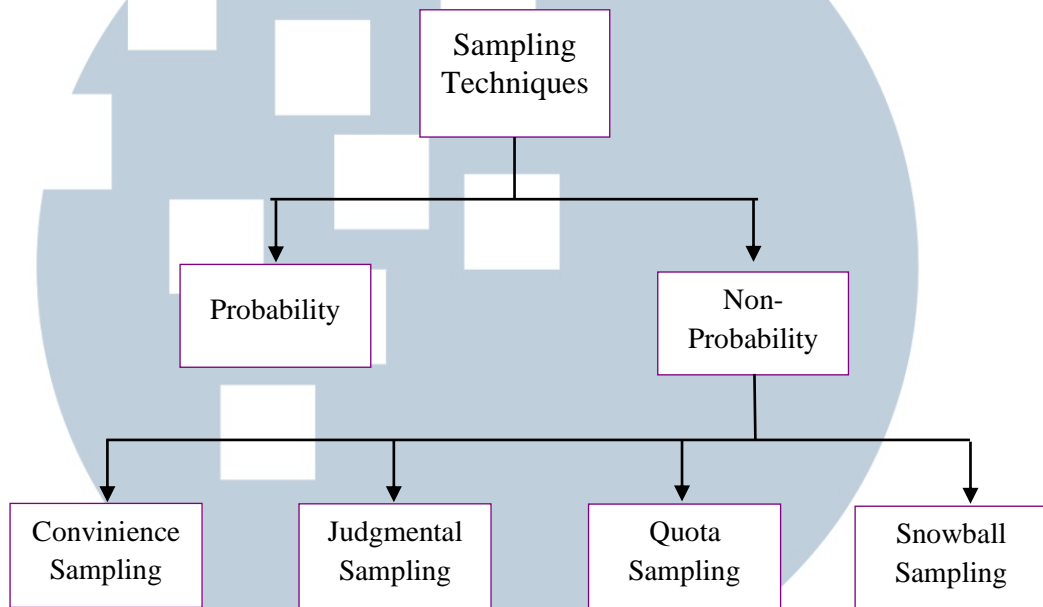 Sampling
Techniques
Probability
Non-
Probability
Convinience
Sampling
Judgmental
Sampling
Quota
Sampling
Snowball
Sampling